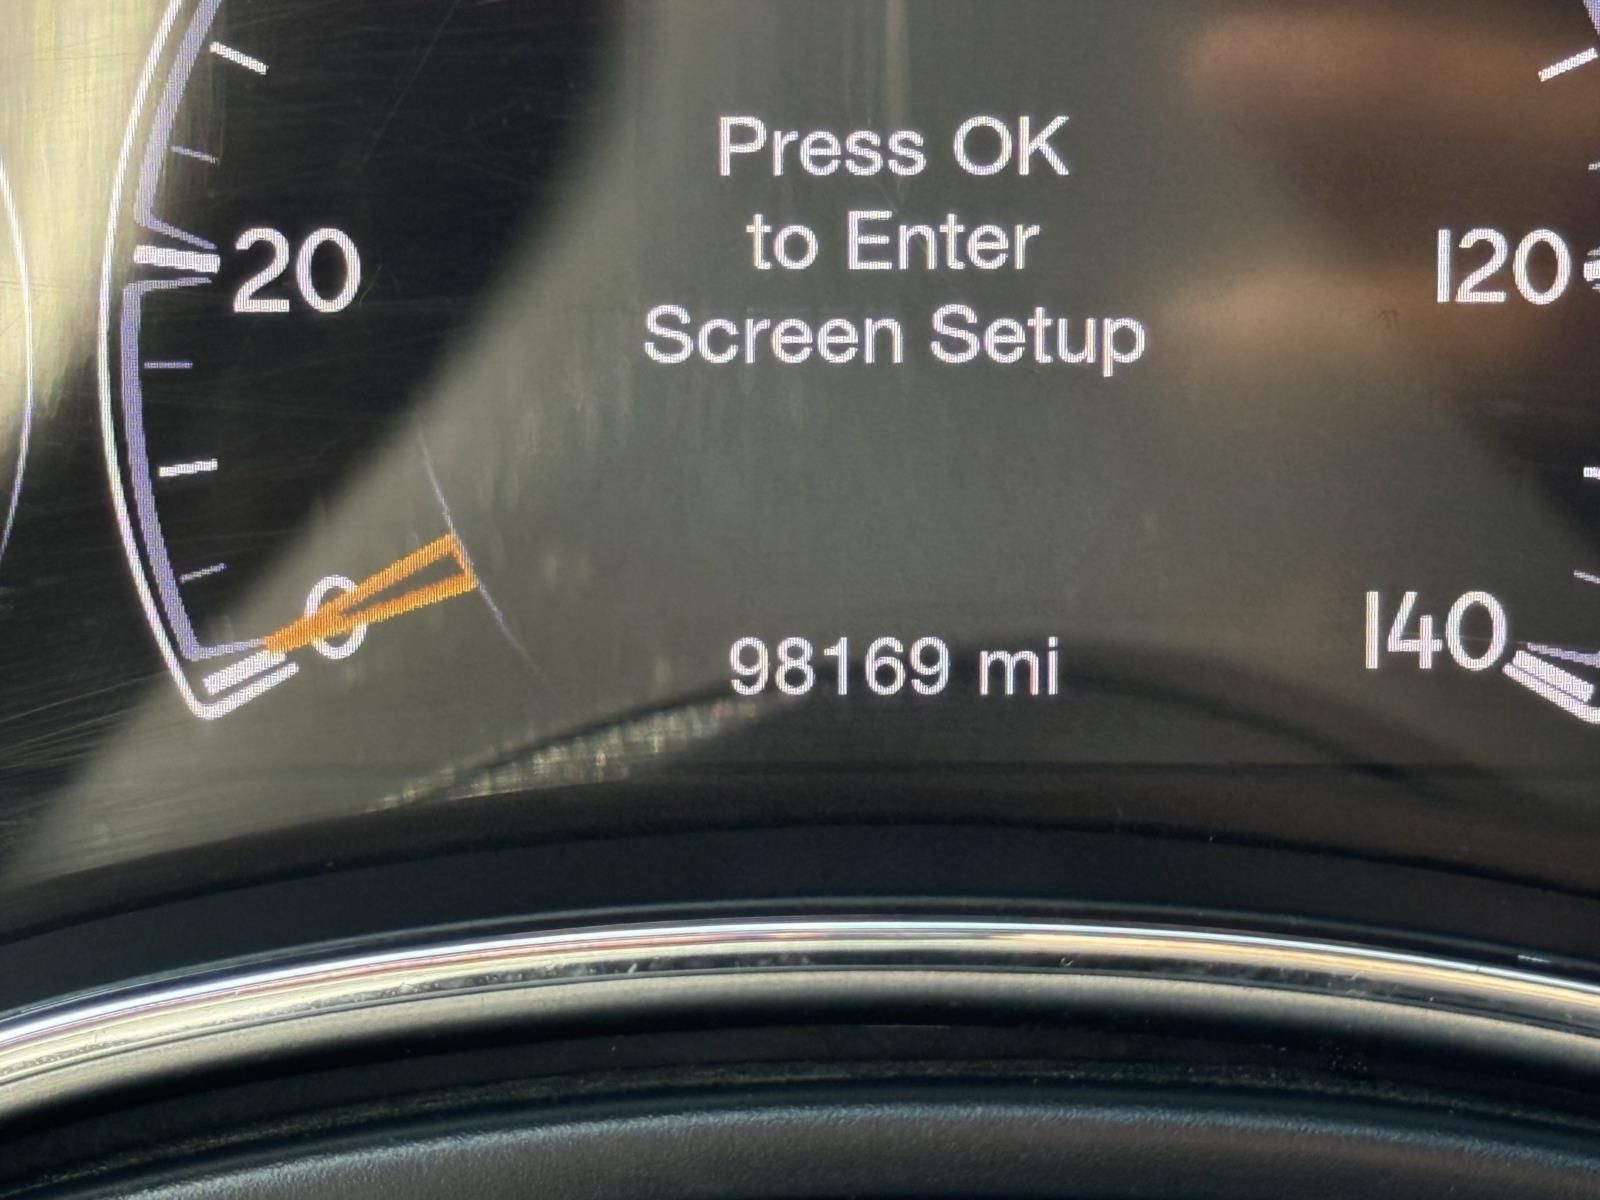 Press OK
to Enter
Screen Setup
20
120
0
140
98169 mi